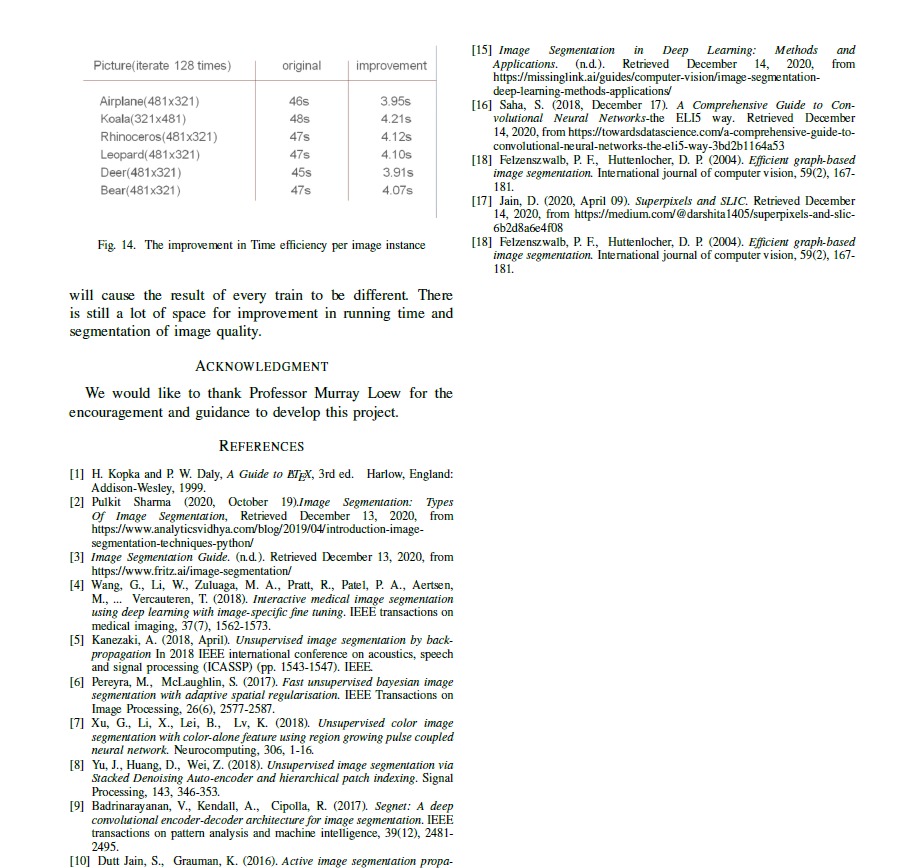 Picture(iterate 128 times) original improvement
Airplane(481x321) 46s 3.95s
Koala(321x481) 48s 4.21s
Rhinoceros(481x321) 47s 4.12s
Leopard(481x321) 47s 4.10s
Deer(481x321) 45s 3.91s
Bear(481x321) 47s 4.07s
Fig. 14. The improvement in Time efficiency per image instance
will cause the result of every train to be different. There
is still a lot of space for improvement in running time and
segmentation of image quality.
ACKNOWLEDGMENT
We would like to thank Professor Murray Loew for the
encouragement and guidance to develop this project.
REFERENCES
[1] H. Kopka and P. W. Daly, A Guide to LATEX, 3rd ed. Harlow, England:
Addison-Wesley, 1999.
[2] Pulkit Sharma (2020, October 19).Image Segmentation: Types
Of Image Segmentation, Retrieved December 13, 2020, from
https://www.analyticsvidhya.com/blog/2019/04/introduction-image-
segmentation-techniques-python/
[3] Image Segmentation Guide. (n.d.). Retrieved December 13, 2020, from
https://www.fritz.ai/image-segmentation/
[4] Wang, G., Li, W., Zuluaga, M. A., Pratt, R., Patel, P. A., Aertsen,
M., ... Vercauteren, T. (2018). Interactive medical image segmentation
using deep learning with image-specific fine tuning. IEEE transactions on
medical imaging, 37(7), 1562-1573.
[5] Kanezaki, A. (2018, April). Unsupervised image segmentation by back-
propagation In 2018 IEEE international conference on acoustics, speech
and signal processing (ICASSP) (pp. 1543-1547). IEEE.
[6] Pereyra, M., McLaughlin, S. (2017). Fast unsupervised bayesian image
segmentation with adaptive spatial regularisation. IEEE Transactions on
Image Processing, 26(6), 2577-2587.
[7] Xu, G., Li, X., Lei, B., Lv, K. (2018). Unsupervised color image
segmentation with color-alone feature using region growing pulse coupled
neural network. Neurocomputing, 306, 1-16.
[8] Yu, J., Huang, D., Wei, Z. (2018). Unsupervised image segmentation via
Stacked Denoising Auto-encoder and hierarchical patch indexing. Signal
Processing, 143, 346-353.
[9] Badrinarayanan, V., Kendall, A., Cipolla, R. (2017). Segnet: A deep
convolutional encoder-decoder architecture for image segmentation. IEEE
transactions on pattern analysis and machine intelligence, 39(12), 2481-
2495.
[10] Dutt Jain, S., Grauman, K. (2016). Active image segmentation propa-
[15] Image Segmentation in Deep Learning: Methods and
Applications. (n.d.). Retrieved December 14, 2020, from
https://missinglink.ai/guides/computer-vision/image-segmentation-
deep-learning-methods-applications/
[16] Saha, S. (2018, December 17). A Comprehensive Guide to Con-
volutional Neural Networks-the ELI5 way. Retrieved December
14, 2020, from https://towardsdatascience.com/a-comprehensive-guide-to-
convolutional-neural-networks-the-eli5-way-3bd2b1164a53
[18] Felzenszwalb, P. F., Huttenlocher, D. P. (2004). Efficient graph-based
image segmentation. International journal of computer vision, 59(2), 167-
181.
[17] Jain, D. (2020, April 09). Superpixels and SLIC. Retrieved December
14, 2020, from https://medium.com/@darshita1405/superpixels-and-slic-
6b2d8a6e4f08
[18] Felzenszwalb, P. F., Huttenlocher, D. P. (2004). Efficient graph-based
image segmentation. International journal of computer vision, 59(2), 167-
181.